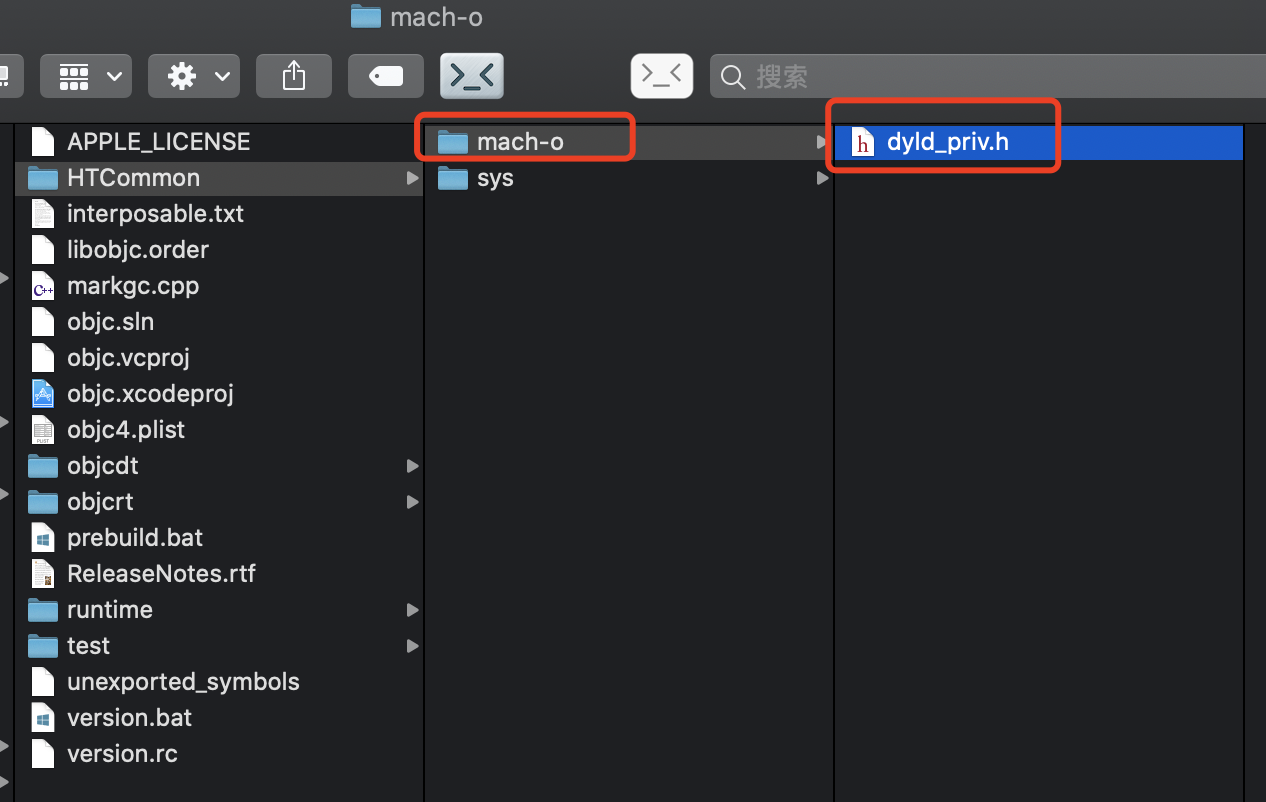 mach-o
搜索
APPLE_LICENSE
HTCommon
interposable.txt
libobjc.order
markgc.cpp
objc.sln
objc.vcproj
objc.xcodeproj
objc4.plist
objcdt
objcrt
prebuild.bat
ReleaseNotes.rtf
runtime
test
unexported_symbols
version.bat
version.rc
mach-o
sys
dyld_priv.h